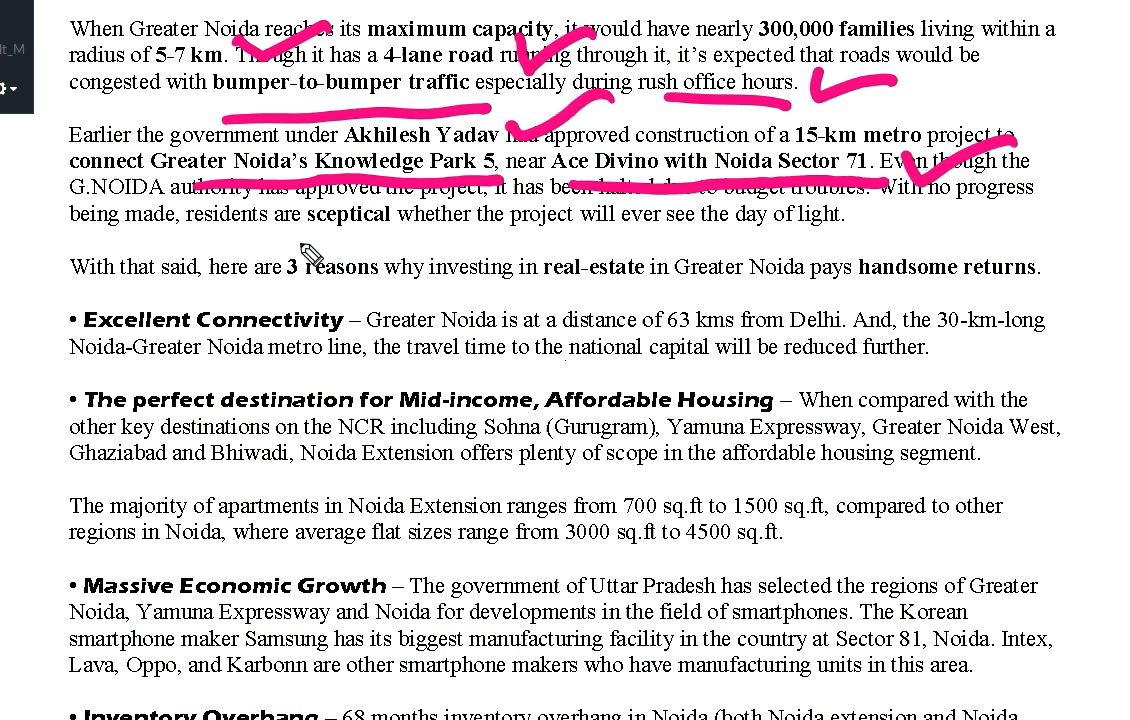 lt_M
When Greater Noida reaches its maximum capacity, it would have nearly 300,000 families living within a
radius of 5-7 km. Though it has a 4-lane road running through it, it's expected that roads would be
congested with bumper-to-bumper traffic especially during rush office hours.
Earlier the government under Akhilesh Yadav had approved construction of a 15-km metro project to
connect Greater Noida's Knowledge Park 5, near Ace Divino with Noida Sector 71. Even though the
G.NOIDA authority has approved the project, it has been halted due to budget troubles. With no progress
being made, residents are sceptical whether the project will ever see the day of light.
With that said, here are 3 reasons why investing in real-estate in Greater Noida pays handsome returns.
• Excellent Connectivity – Greater Noida is at a distance of 63 kms from Delhi. And, the 30-km-long
Noida-Greater Noida metro line, the travel time to the national capital will be reduced further.
• The perfect destination for Mid-income, Affordable Housing – When compared with the
other key destinations on the NCR including Sohna (Gurugram), Yamuna Expressway, Greater Noida West,
Ghaziabad and Bhiwadi, Noida Extension offers plenty of scope in the affordable housing segment.
The majority of apartments in Noida Extension ranges from 700 sq.ft to 1500 sq.ft, compared to other
regions in Noida, where average flat sizes range from 3000 sq.ft to 4500 sq.ft.
• Massive Economic Growth – The government of Uttar Pradesh has selected the regions of Greater
Noida, Yamuna Expressway and Noida for developments in the field of smartphones. The Korean
smartphone maker Samsung has its biggest manufacturing facility in the country at Sector 81, Noida. Intex,
Lava, Oppo, and Karbonn are other smartphone makers who have manufacturing units in this area.
• Inventory Overhang – 68 months inventory overhang in Noida (both Noida extension and Noida